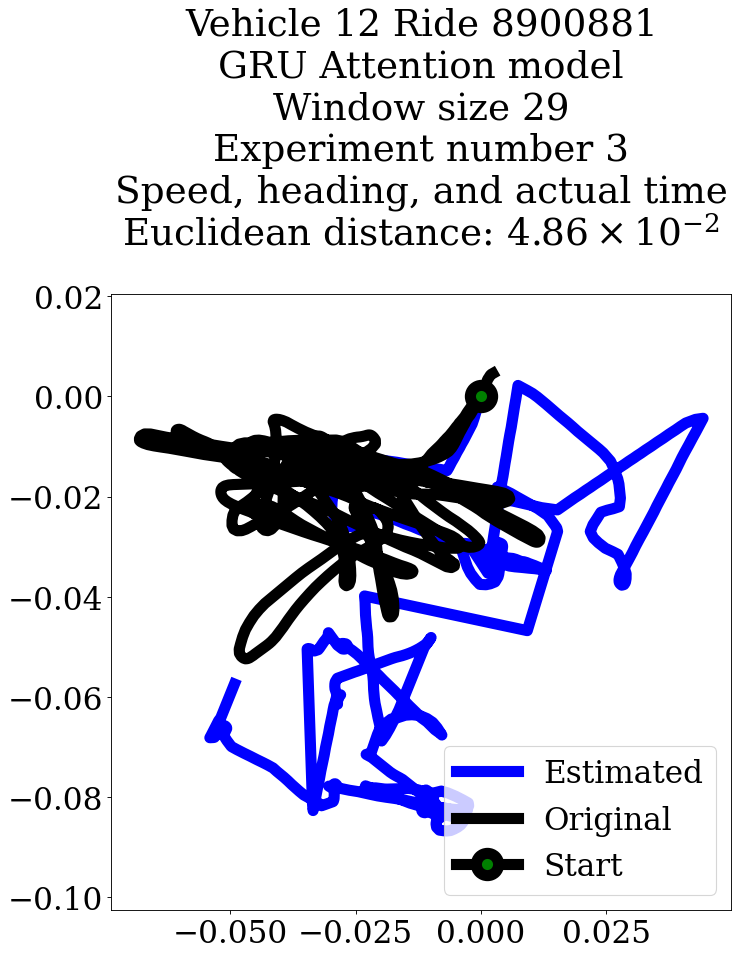 Vehicle 12 Ride 8900881
GRU Attention model
Window size 29
Experiment number 3
Speed, heading, and actual time
Euclidean distance: 4.86 × 10⁻²
0.02
0.00
−0.02
−0.04
−0.06
−0.08
−0.10
Estimated
Original
Start
−0.050 −0.025 0.000 0.025